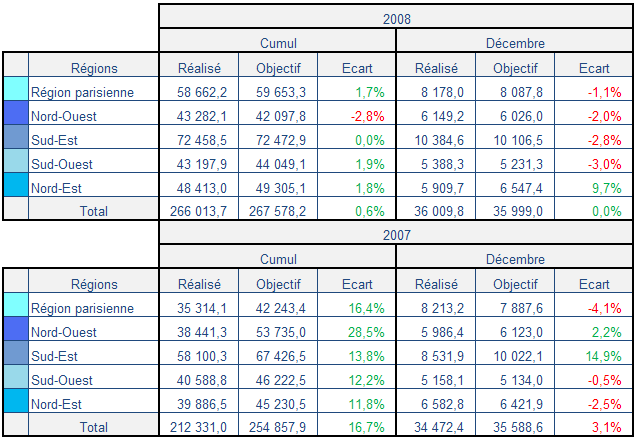 2008
Cumul Décembre
Régions Réalisé Objectif Ecart Réalisé Objectif Ecart
Région parisienne 58 662,2 59 653,3 1,7% 8 178,0 8 087,8 -1,1%
Nord-Ouest 43 282,1 42 097,8 -2,8% 6 149,2 6 026,0 -2,0%
Sud-Est 72 458,5 72 472,9 0,0% 10 384,6 10 106,5 -2,8%
Sud-Ouest 43 197,9 44 049,1 1,9% 5 388,3 5 231,3 -3,0%
Nord-Est 48 413,0 49 305,1 1,8% 5 909,7 6 547,4 9,7%
Total 266 013,7 267 578,2 0,6% 36 009,8 35 999,0 0,0%
2007
Cumul Décembre
Régions Réalisé Objectif Ecart Réalisé Objectif Ecart
Région parisienne 35 314,1 42 243,4 16,4% 8 213,2 7 887,6 -4,1%
Nord-Ouest 38 441,3 53 735,0 28,5% 5 986,4 6 123,0 2,2%
Sud-Est 58 100,3 67 426,5 13,8% 8 531,9 10 022,1 14,9%
Sud-Ouest 40 588,8 46 222,5 12,2% 5 158,1 5 134,0 -0,5%
Nord-Est 39 886,5 45 230,5 11,8% 6 582,8 6 421,9 -2,5%
Total 212 331,0 254 857,9 16,7% 34 472,4 35 588,6 3,1%